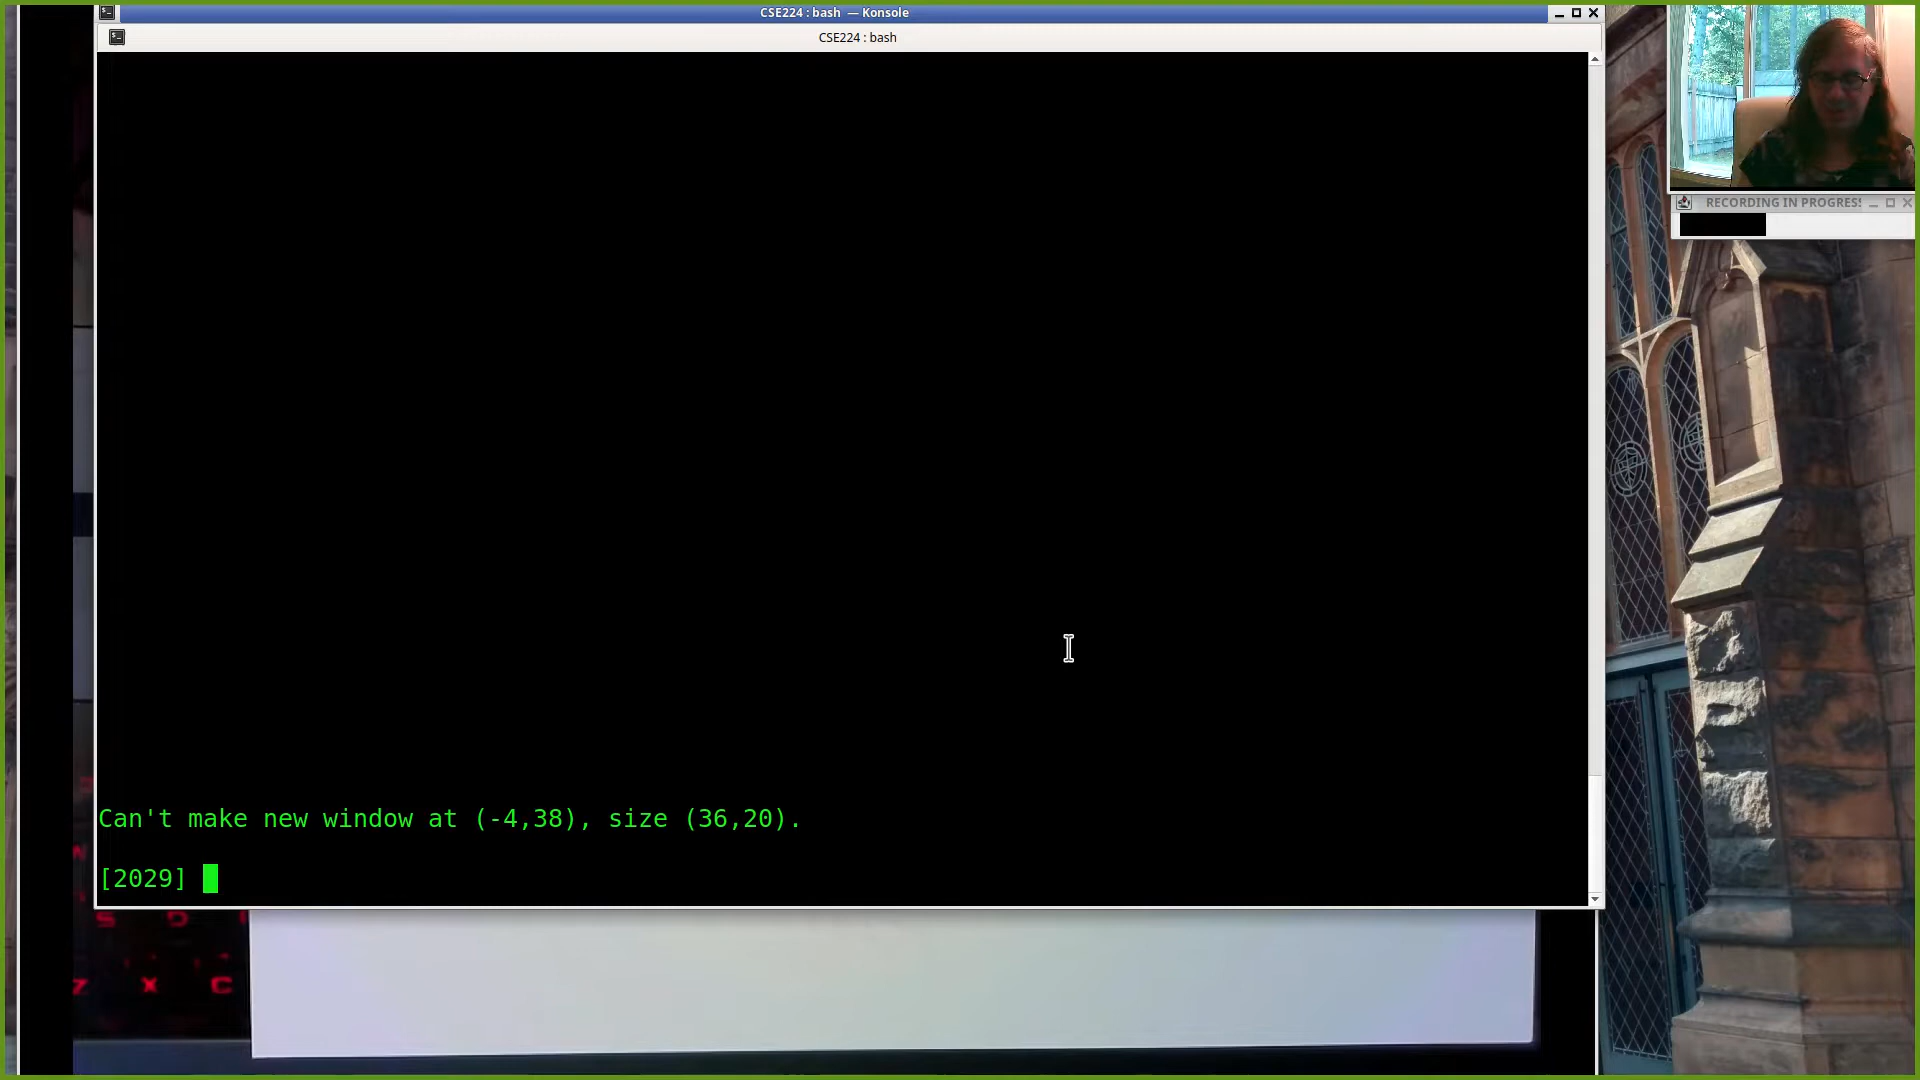 CSE224 : bash — Konsole
CSE224 : bash
RECORDING IN PROGRES
Can't make new window at (-4,38), size (36,20).
[2029]
S D
Z X C